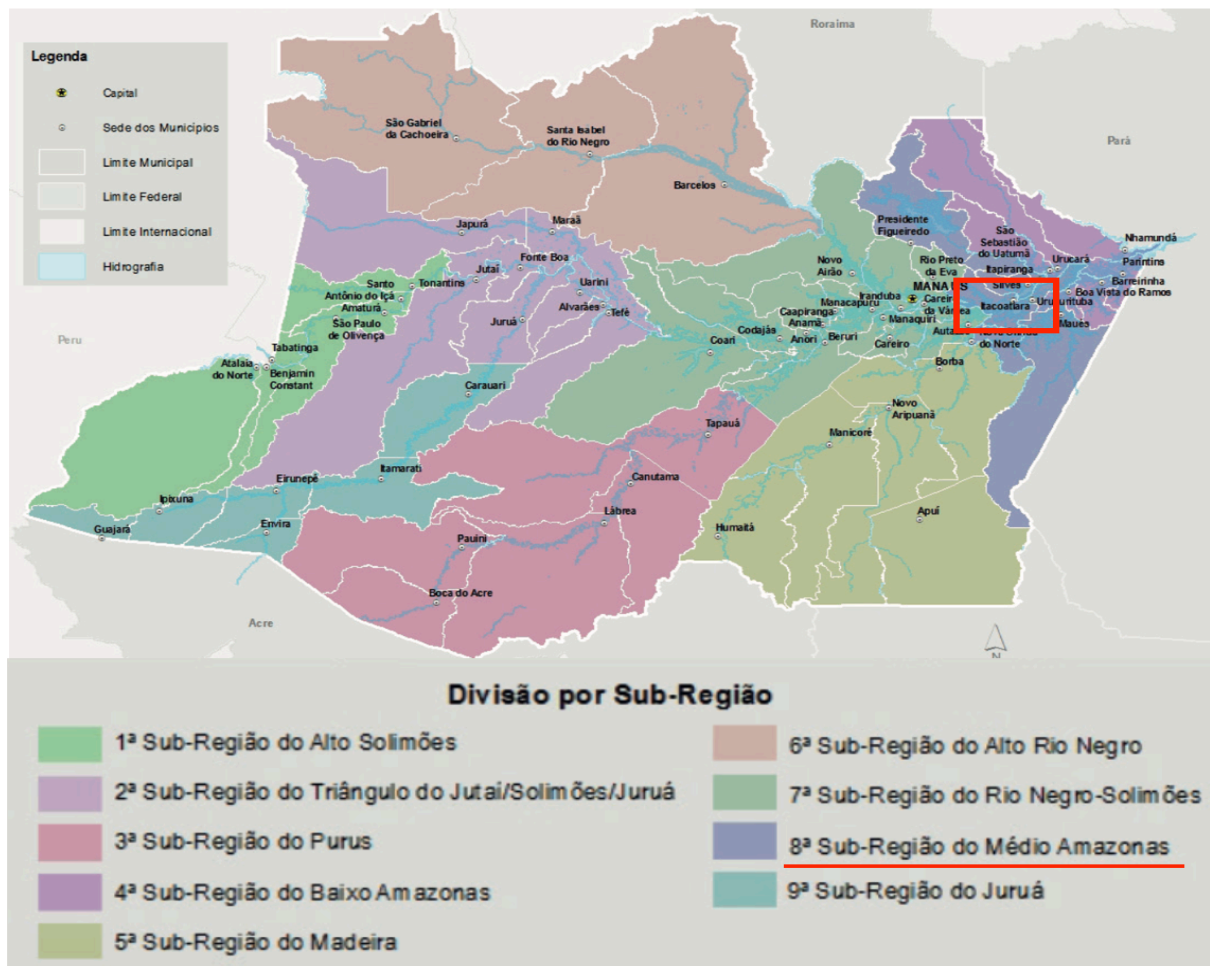 Roraima
Legenda
Capital
Sede dos Municípios
Limite Municipal
Limite Federal
Limite Internacional
Hidrografia
São Gabriel
da Cachoeira
Santa Isabel
do Rio Negro
Barcelos
Pará
Presidente
Figueiredo
São
Sebastião
do Uatumã
Nhamundá
Urucará
Parintins
Itapiranga
Barreirinha
Silves
Boa Vista do Ramos
Japurá
Maraã
Fonte Boa
Jutaí
Tonantins
Uarini
Alvarães
Tefé
Juruá
Santo
Antônio do Içá
Amaturá
São Paulo
de Olivença
Novo
Airão
Rio Preto
da Eva
MANAUS
Iranduba
Manacapuru
Careiro
da Várzea
Itacoatiara
Caapiranga
Anamã
Manaquiri
Maués
Codajás
Anori
Beruri
Careiro
do Norte
Coari
Borba
Peru
Tabatinga
Atalaia
do Norte
Benjamin
Constant
Carauari
Novo
Aripuanã
Tapauá
Manicoré
Itamarati
Eirunepé
Canutama
Ipixuna
Guajará
Envira
Lábrea
Apuí
Humaitá
Pauini
Boca do Acre
Acre
N
Divisão por Sub-Região
1ª Sub-Região do Alto Solimões
2ª Sub-Região do Triângulo do Jutaí/Solimões/Juruá
3ª Sub-Região do Purus
4ª Sub-Região do Baixo Amazonas
5ª Sub-Região do Madeira
6ª Sub-Região do Alto Rio Negro
7ª Sub-Região do Rio Negro-Solimões
8ª Sub-Região do Médio Amazonas
9ª Sub-Região do Juruá